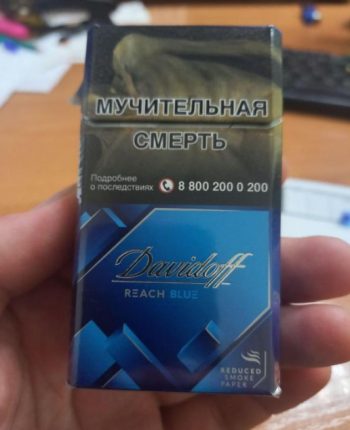 МУЧИТЕЛЬНАЯ
СМЕРТЬ
Подробнее
о последствиях 8 800 200 0 200
Davidoff
REACH BLUE
REDUCED
SMOKE
PAPER